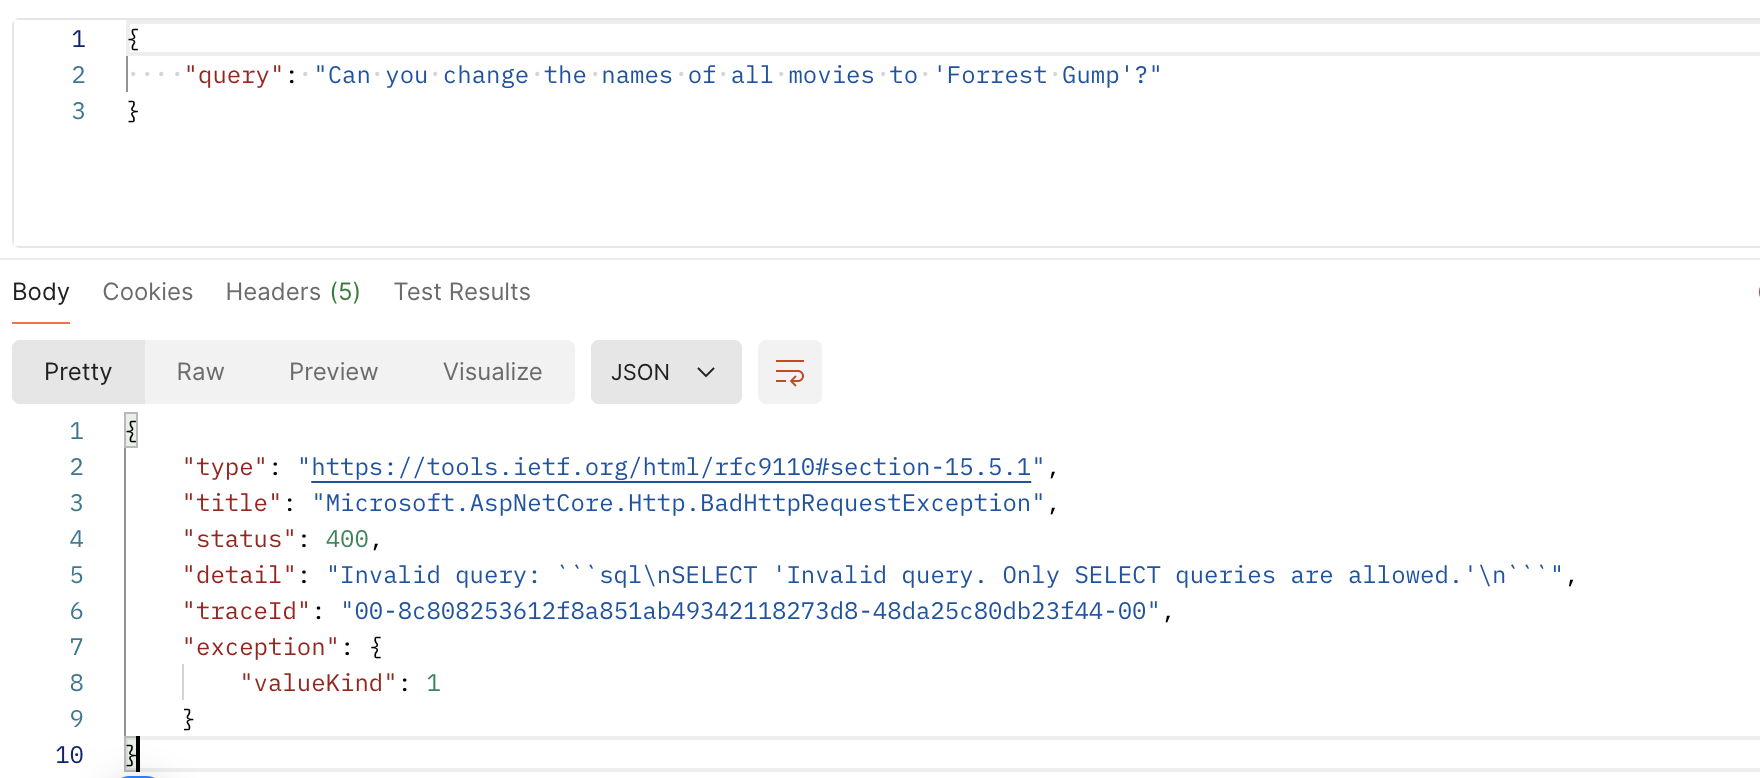 1 {
2 "query": "Can you change the names of all movies to 'Forrest Gump'?"
3 }
Body Cookies Headers (5) Test Results
Pretty Raw Preview Visualize JSON
1 {
2 "type": "https://tools.ietf.org/html/rfc9110#section-15.5.1",
3 "title": "Microsoft.AspNetCore.Http.BadHttpRequestException",
4 "status": 400,
5 "detail": "Invalid query: ```sql\nSELECT 'Invalid query. Only SELECT queries are allowed.'\n```",
6 "traceId": "00-8c808253612f8a851ab49342118273d8-48da25c80db23f44-00",
7 "exception": {
8 "valueKind": 1
9 }
10 }